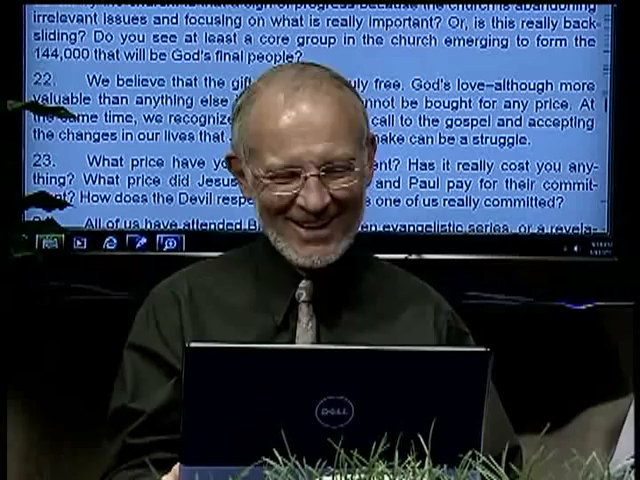 irrelevant issues and focusing on what is really important? Or, is this really back-
sliding? Do you see at least a core group in the church emerging to form the
144,000 that will be God's final people?
22. We believe that the gift uly free. God's love–although more
valuable than anything else nnot be bought for any price. At
the same time, we recogniz call to the gospel and accepting
the changes in our lives that make can be a struggle.
23. What price have yo ent? Has it really cost you any-
thing? What price did Jesus and Paul pay for their commit-
t? How does the Devil resp s one of us really committed?
All of us have attended B en evangelistic series, or a revela-
DELL